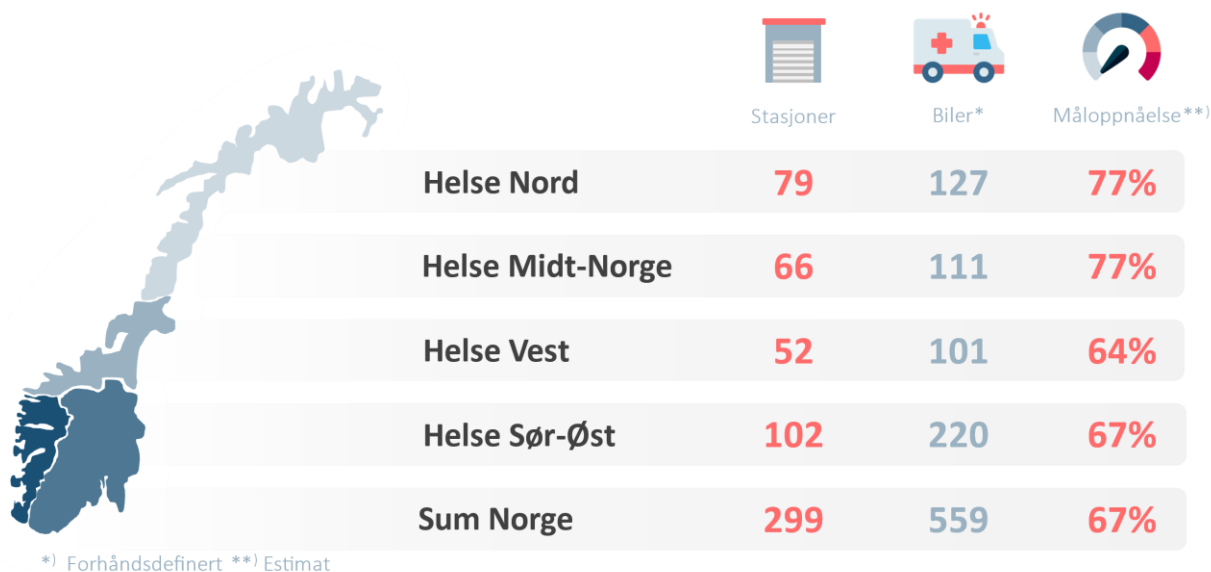 Stasjoner Biler* Måloppnåelse**)
Helse Nord 79 127 77%
Helse Midt-Norge 66 111 77%
Helse Vest 52 101 64%
Helse Sør-Øst 102 220 67%
Sum Norge 299 559 67%
*) Forhåndsdefinert **) Estimat